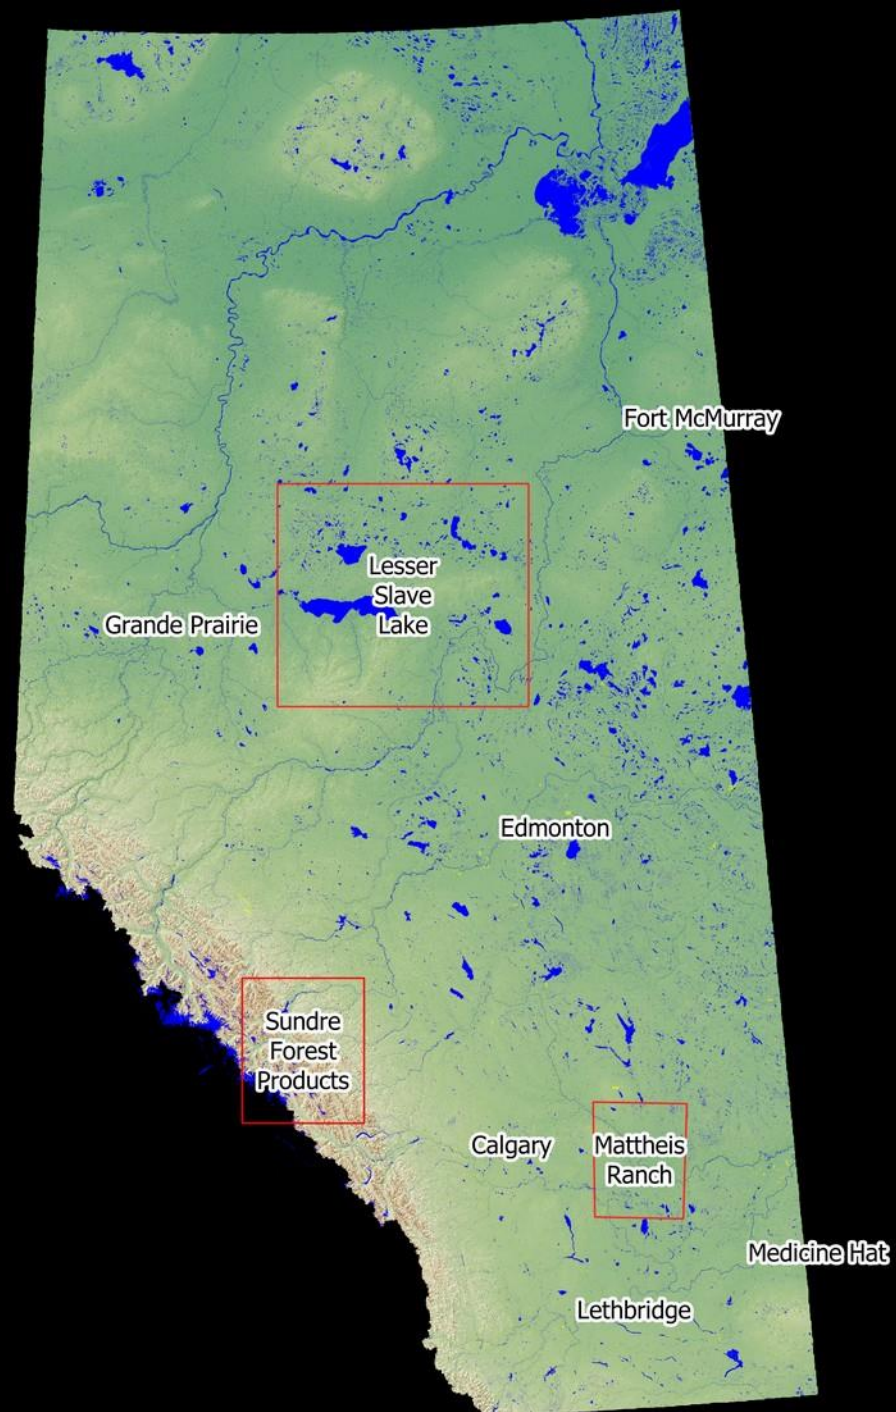 Fort McMurray
Lesser
Slave
Lake
Grande Prairie
Edmonton
Sundre
Forest
Products
Calgary
Mattheis
Ranch
Medicine Hat
Lethbridge